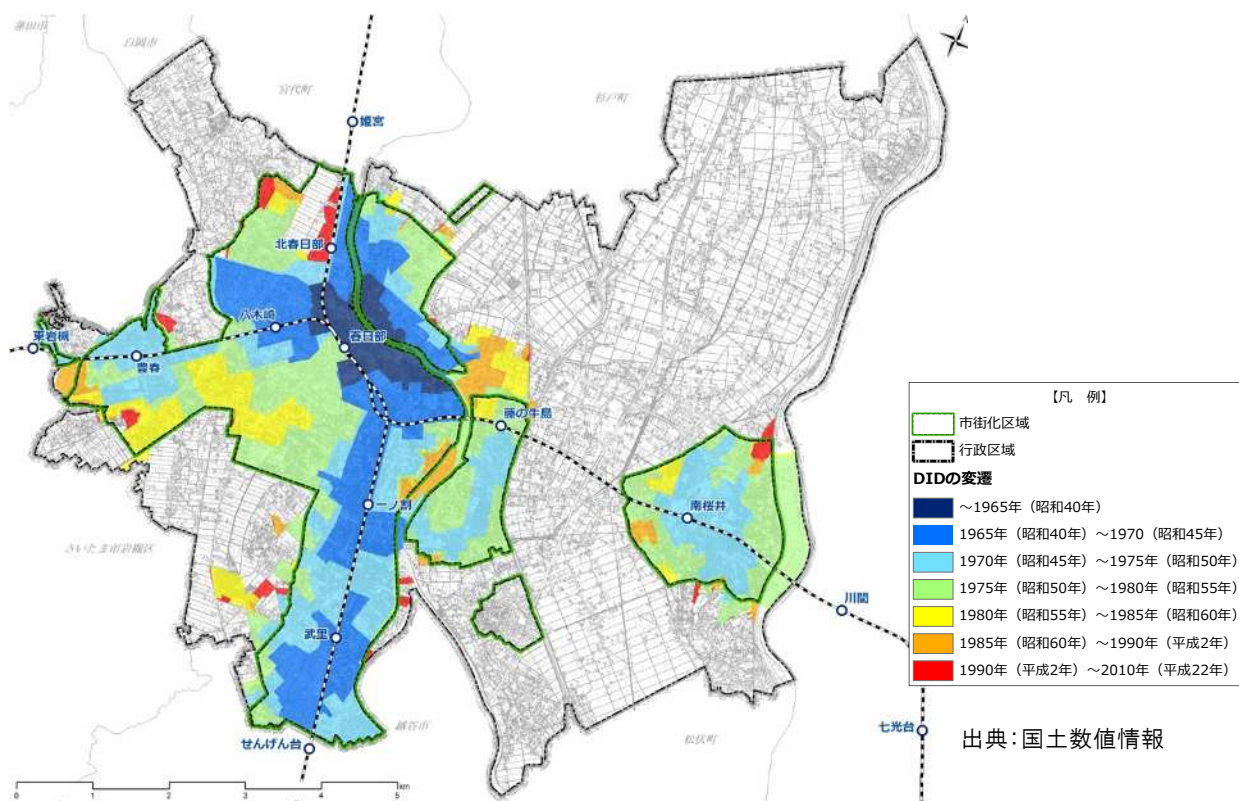 蓮田市
白岡市
宮代町
杉戸町
姫宮
北春日部
八木崎
春日部
東岩槻
豊春
藤の牛島
一ノ割
南桜井
さいたま市岩槻区
川間
武里
せんげん台
越谷市
松伏町
七光台
0 1 2 3 4 5 km
【凡 例】
市街化区域
行政区域
DIDの変遷
～1965年（昭和40年）
1965年（昭和40年）～1970（昭和45年）
1970年（昭和45年）～1975年（昭和50年）
1975年（昭和50年）～1980年（昭和55年）
1980年（昭和55年）～1985年（昭和60年）
1985年（昭和60年）～1990年（平成2年）
1990年（平成2年）～2010年（平成22年）
出典：国土数値情報